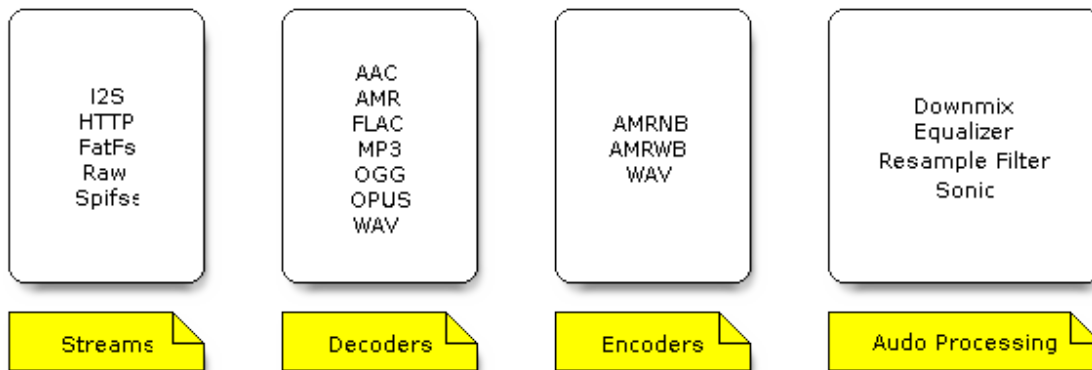 I2S
HTTP
FatFs
Raw
Spifss
AAC
AMR
FLAC
MP3
OGG
OPUS
WAV
AMRNB
AMRWB
WAV
Downmix
Equalizer
Resample Filter
Sonic
Streams
Decoders
Encoders
Audo Processing